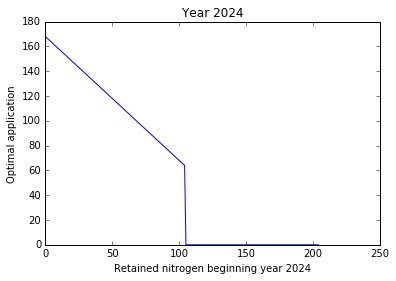 Year 2024
180
160
140
120
100
80
60
40
20
0
Optimal application
0 50 100 150 200 250
Retained nitrogen beginning year 2024